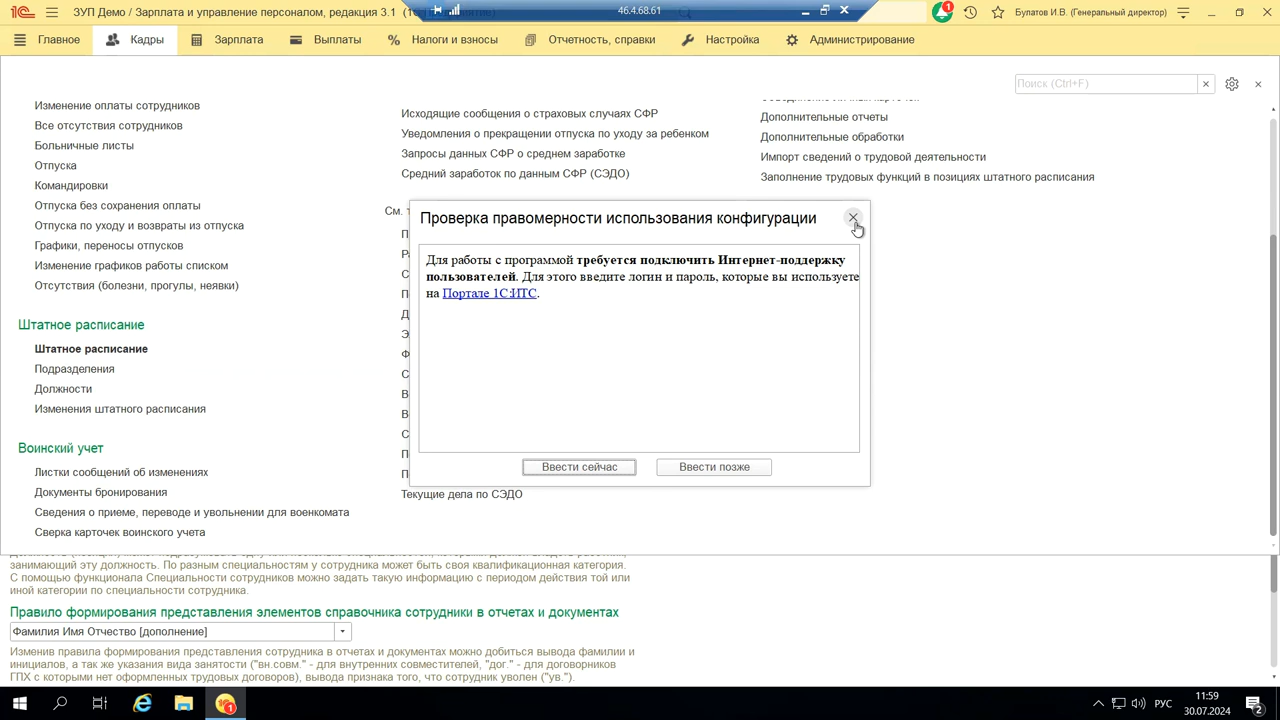 ЗУП Демо / Зарплата и управление персоналом, редакция 3.1 (1С
46.4.68.61
1
Булатов И.В. (Генеральный директор)
Главное
Кадры
Зарплата
Выплаты
Налоги и взносы
Отчетность, справки
Настройка
Администрирование
Поиск (Ctrl+F)
Изменение оплаты сотрудников
Все отсутствия сотрудников
Больничные листы
Отпуска
Командировки
Отпуска без сохранения оплаты
Отпуска по уходу и возвраты из отпуска
Графики, переносы отпусков
Изменение графиков работы списком
Отсутствия (болезни, прогулы, неявки)
Штатное расписание
Штатное расписание
Подразделения
Должности
Изменения штатного расписания
Воинский учет
Листки сообщений об изменениях
Документы бронирования
Сведения о приеме, переводе и увольнении для военкомата
Сверка карточек воинского учета
Исходящие сообщения о страховых случаях СФР
Уведомления о прекращении отпуска по уходу за ребенком
Запросы данных СФР о среднем заработке
Средний заработок по данным СФР (СЭДО)
См. т
Текущие дела по СЭДО
Дополнительные отчеты
Дополнительные обработки
Импорт сведений о трудовой деятельности
Заполнение трудовых функций в позициях штатного расписания
Проверка правомерности использования конфигурации
Для работы с программой требуется подключить Интернет-поддержку
пользователей. Для этого введите логин и пароль, которые вы используете
на Портале 1С:ИТС.
Ввести сейчас
Ввести позже
занимающий эту должность. По разным специальностям у сотрудника может быть своя квалификационная категория.
С помощью функционала Специальности сотрудников можно задать такую информацию с периодом действия той или
иной категории по специальности сотрудника.
Правило формирования представления элементов справочника сотрудники в отчетах и документах
Фамилия Имя Отчество [дополнение]
Изменив правила формирования представления сотрудника в отчетах и документах можно добиться вывода фамилии и
инициалов, а так же указания вида занятости ("вн.совм." - для внутренних совместителей, "дог." - для договорников
ГПХ с которыми нет оформленных трудовых договоров), вывода признака того, что сотрудник уволен ("ув.").
1
РУС
11:59
30.07.2024
2